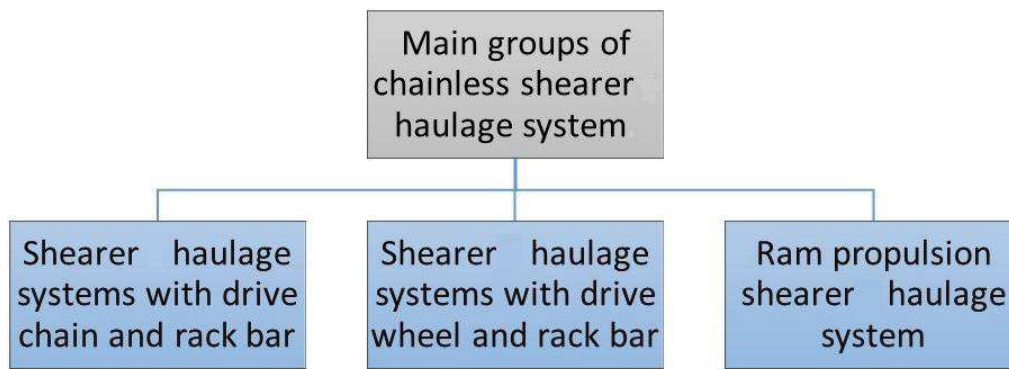 Main groups of
chainless shearer
haulage system
Shearer haulage
systems with drive
chain and rack bar
Shearer haulage
systems with drive
wheel and rack bar
Ram propulsion
shearer haulage
system